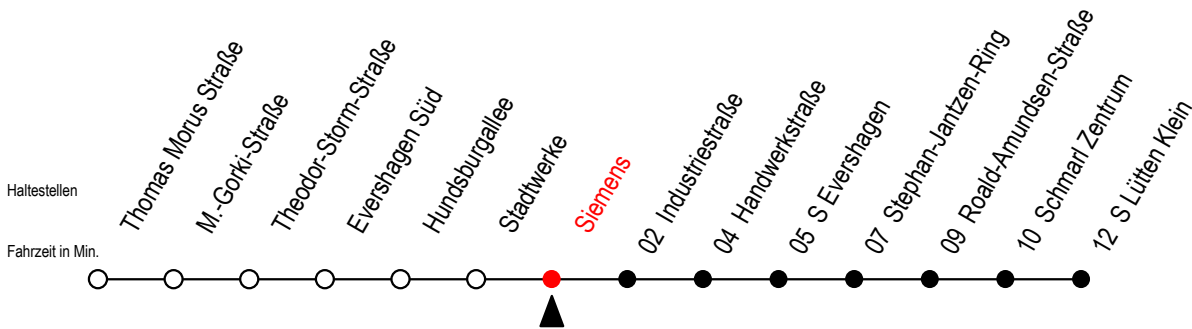 Haltestellen
Fahrzeit in Min.
Thomas Morus Straße
M.-Gorki-Straße
Theodor-Storm-Straße
Evershagen Süd
Hundsburgallee
Stadtwerke
Siemens
02 Industriestraße
04 Handwerkstraße
05 S Evershagen
07 Stephan-Jantzen-Ring
09 Roald-Amundsen-Straße
10 Schmarl Zentrum
12 S Lütten Klein